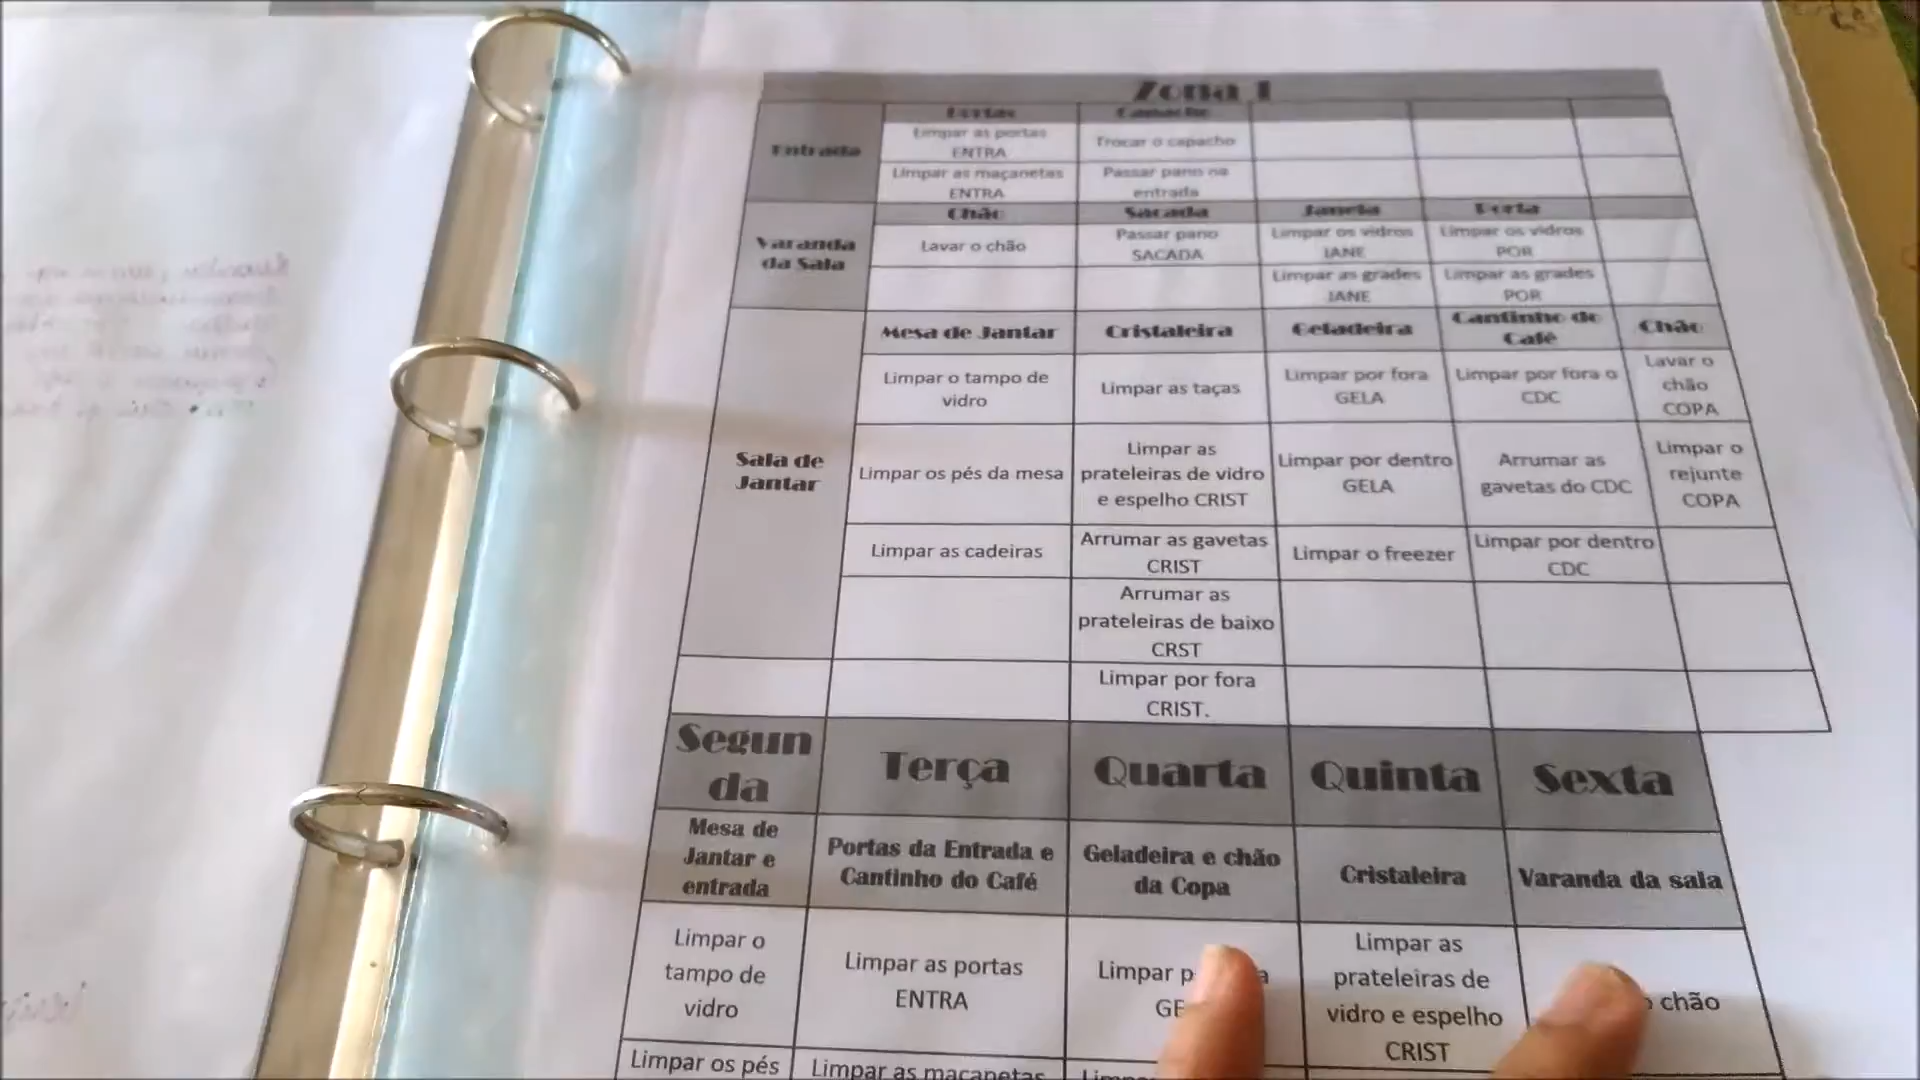 Zona 1
Portas Capacho
Entrada
Limpar as portas
ENTRA
Trocar o capacho
Limpar as maçanetas
ENTRA
Passar pano na
entrada
Chão Sacada Janela Porta
Varanda
da Sala
Lavar o chão
Passar pano
SACADA
Limpar os vidros
JANE
Limpar os vidros
POR
Limpar as grades
JANE
Limpar as grades
POR
Sala de
Jantar
Mesa de Jantar
Cristaleira
Geladeira
Cantinho do
Café
Chão
Limpar o tampo de
vidro
Limpar as taças
Limpar por fora
GELA
Limpar por fora o
CDC
Lavar o
chão
COPA
Limpar os pés da mesa
Limpar as
prateleiras de vidro
e espelho CRIST
Limpar por dentro
GELA
Arrumar as
gavetas do CDC
Limpar o
rejunte
COPA
Limpar as cadeiras
Arrumar as gavetas
CRIST
Limpar o freezer
Limpar por dentro
CDC
Arrumar as
prateleiras de baixo
CRST
Limpar por fora
CRIST.
Segun
da
Terça
Quarta
Quinta
Sexta
Mesa de
Jantar e
entrada
Portas da Entrada e
Cantinho do Café
Geladeira e chão
da Copa
Cristaleira
Varanda da sala
Limpar o
tampo de
vidro
Limpar as portas
ENTRA
Limpar
Limpar as
prateleiras de
vidro e espelho
CRIST
chão
Limpar os pés
Limpar as maçanetas